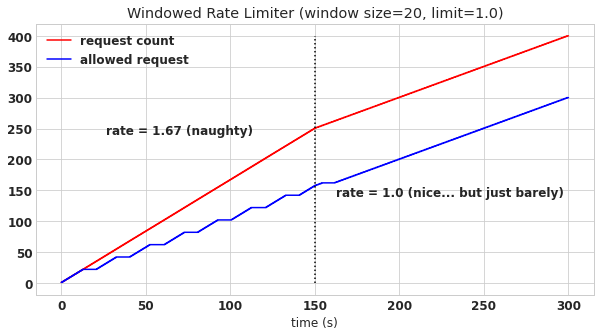 Windowed Rate Limiter (window size=20, limit=1.0)
400
350
300
250
200
150
100
50
0
request count
allowed request
rate = 1.67 (naughty)
rate = 1.0 (nice... but just barely)
0 50 100 150 200 250 300
time (s)